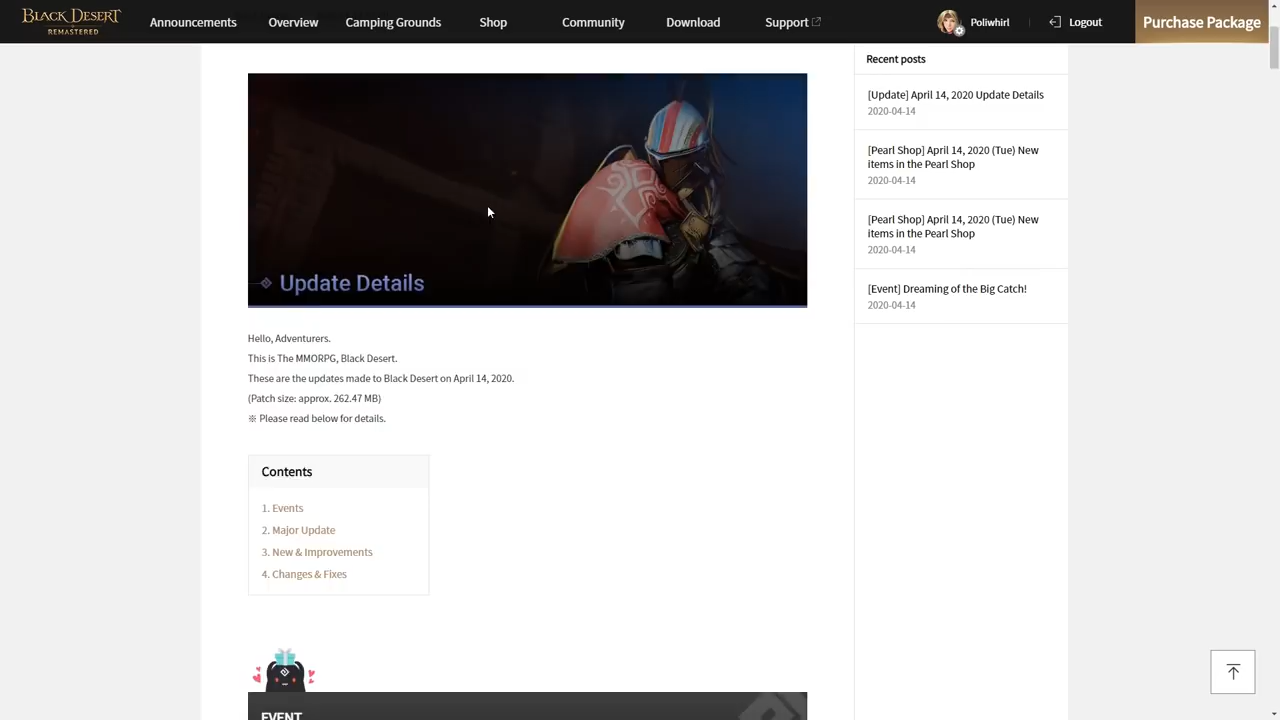 BLACK DESERT
REMASTERED
Announcements
Overview
Camping Grounds
Shop
Community
Download
Support
Poliwhirl
Logout
Purchase Package
Update Details
Hello, Adventurers.
This is The MMORPG, Black Desert.
These are the updates made to Black Desert on April 14, 2020.
(Patch size: approx. 262.47 MB)
※ Please read below for details.
Contents
1. Events
2. Major Update
3. New & Improvements
4. Changes & Fixes
EVENT
Recent posts
[Update] April 14, 2020 Update Details
2020-04-14
[Pearl Shop] April 14, 2020 (Tue) New
items in the Pearl Shop
2020-04-14
[Pearl Shop] April 14, 2020 (Tue) New
items in the Pearl Shop
2020-04-14
[Event] Dreaming of the Big Catch!
2020-04-14